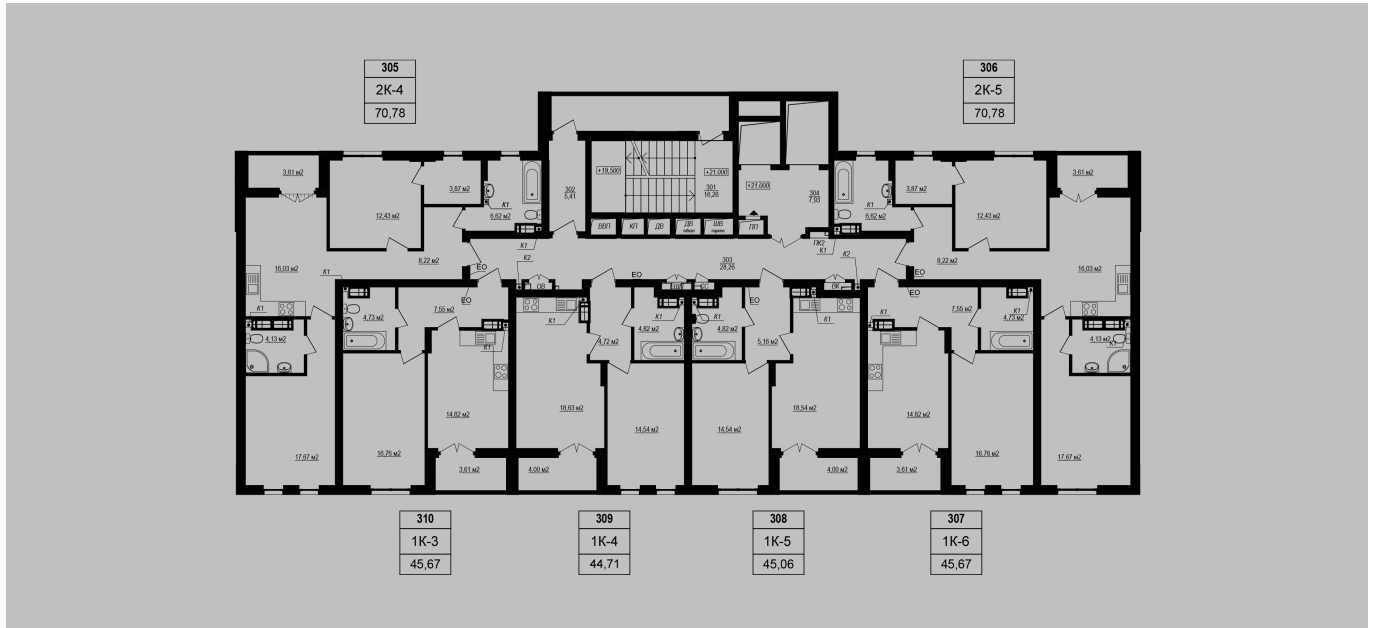 305
2К-4
70,78
306
2К-5
70,78
3,61 м2
12,43 м2
3,87 м2
К1
6,62 м2
К1
302
5,41
+19,500
+21,000
301
16,26
+21,000
304
7,93
К1
6,62 м2
3,87 м2
12,43 м2
3,61 м2
ВВП
КП
ДВ
ДВ
ШВ
ПП
ПК2
К1
16,03 м2
8,22 м2
ЕО
К2
303
28,26
ЕО
К2
ЕО
8,22 м2
16,03 м2
К1
ЕО
ОВ
ВК
ЕО
ЕО
К1
К1
4,73 м2
7,55 м2
К1
К1
4,72 м2
4,82 м2
К1
К1
4,82 м2
5,16 м2
К1
К1
7,55 м2
4,73 м2
К1
К1
4,13 м2
4,13 м2
К1
14,82 м2
18,63 м2
14,54 м2
14,54 м2
18,54 м2
14,82 м2
17,67 м2
16,76 м2
3,61 м2
4,00 м2
4,00 м2
3,61 м2
16,76 м2
17,67 м2
310
1К-3
45,67
309
1К-4
44,71
308
1К-5
45,06
307
1К-6
45,67